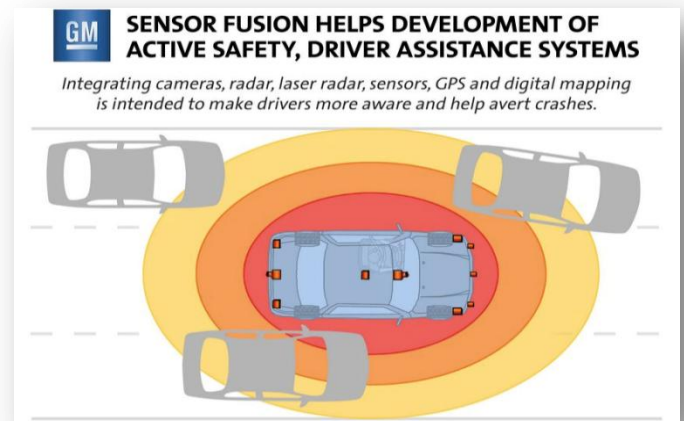 GM
SENSOR FUSION HELPS DEVELOPMENT OF
ACTIVE SAFETY, DRIVER ASSISTANCE SYSTEMS
Integrating cameras, radar, laser radar, sensors, GPS and digital mapping
is intended to make drivers more aware and help avert crashes.